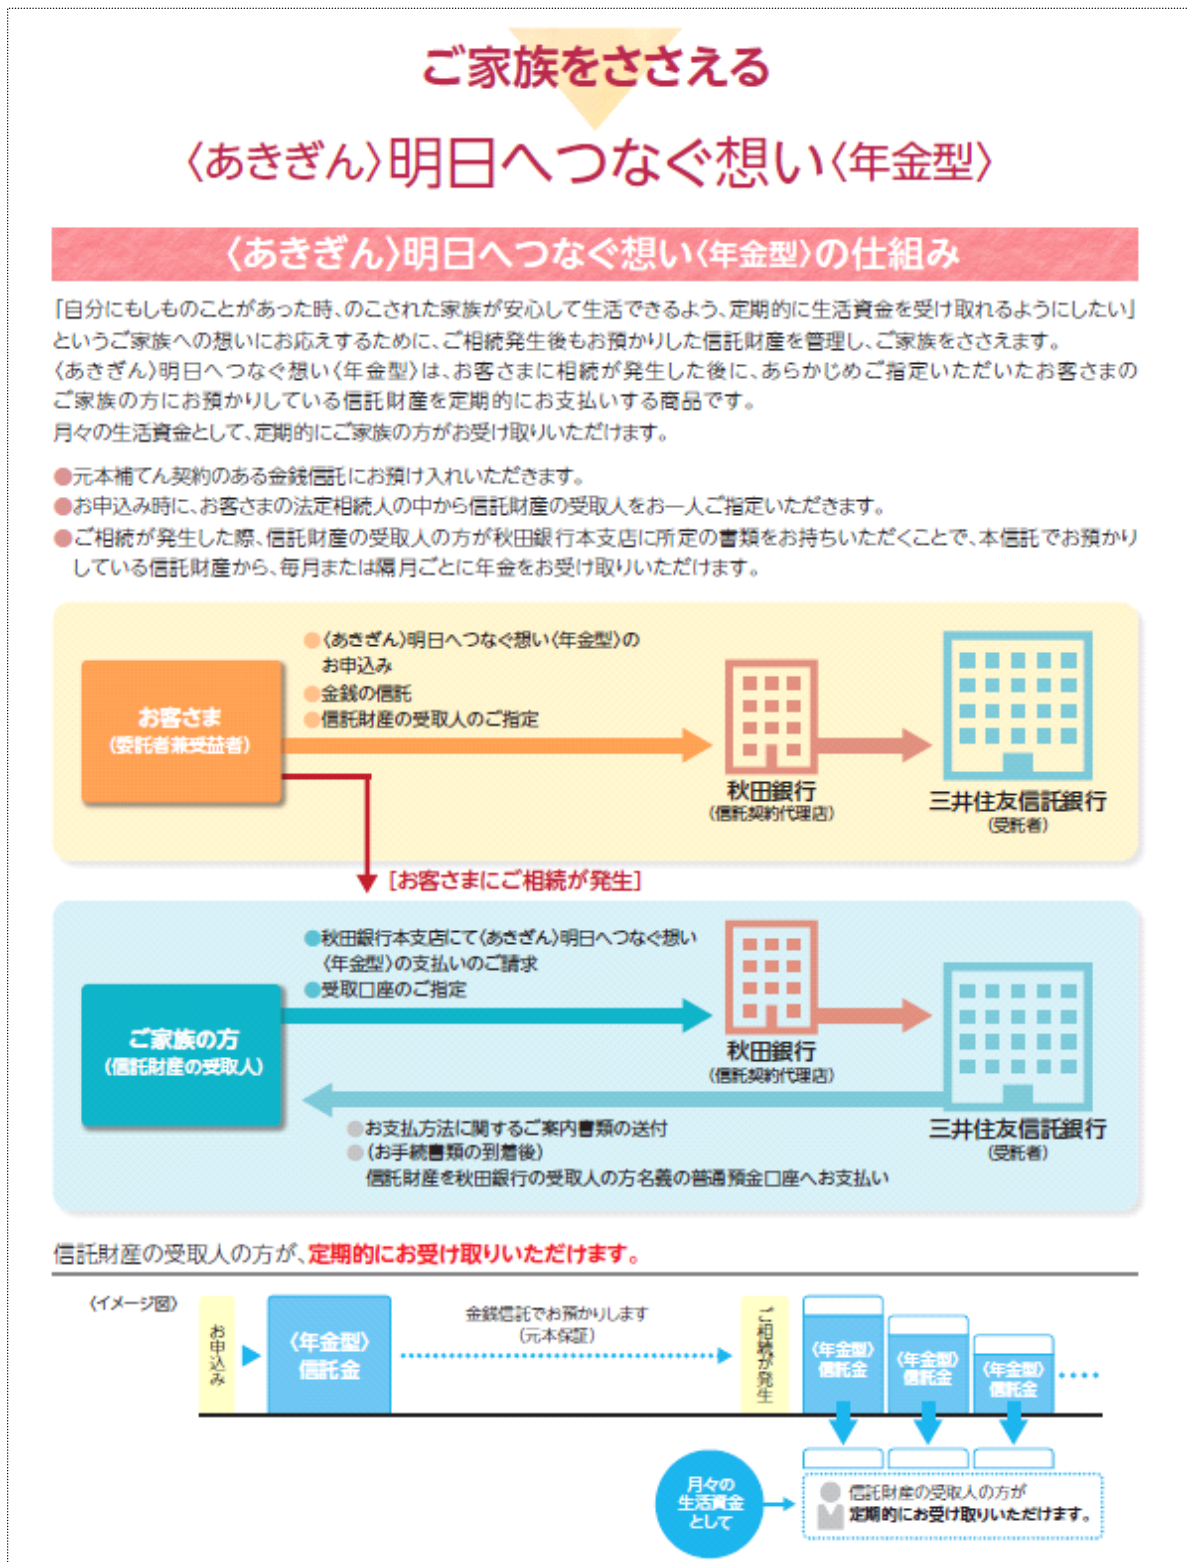 ご家族をささえる
〈あきぎん〉明日へつなぐ想い〈年金型〉
〈あきぎん〉明日へつなぐ想い〈年金型〉の仕組み
「自分にもしものことがあった時、のこされた家族が安心して生活できるよう、定期的に生活資金を受け取れるようにしたい」
というご家族への想いにお応えするために、ご相続発生後もお預かりした信託財産を管理し、ご家族をささえます。
〈あきぎん〉明日へつなぐ想い〈年金型〉は、お客さまに相続が発生した後に、あらかじめご指定いただいたお客さまの
ご家族の方にお預かりしている信託財産を定期的にお支払いする商品です。
月々の生活資金として、定期的にご家族の方がお受け取りいただけます。
●元本補てん契約のある金銭信託にお預け入れいただきます。
●お申込み時に、お客さまの法定相続人の中から信託財産の受取人をお一人ご指定いただきます。
●ご相続が発生した際、信託財産の受取人の方が秋田銀行本支店に所定の書類をお持ちいただくことで、本信託でお預かり
している信託財産から、毎月または隔月ごとに年金をお受け取りいただけます。
●〈あきぎん〉明日へつなぐ想い〈年金型〉の
お申込み
●金銭の信託
●信託財産の受取人のご指定
お客さま
(委託者兼受益者)
秋田銀行
(信託契約代理店)
三井住友信託銀行
(受託者)
[お客さまにご相続が発生]
●秋田銀行本支店にて〈あきぎん〉明日へつなぐ想い
〈年金型〉の支払いのご請求
●受取口座のご指定
ご家族の方
(信託財産の受取人)
秋田銀行
(信託契約代理店)
三井住友信託銀行
(受託者)
●お支払方法に関するご案内書類の送付
●(お手続書類の到着後)
信託財産を秋田銀行の受取人の方名義の普通預金口座へお支払い
信託財産の受取人の方が、定期的にお受け取りいただけます。
〈イメージ図〉
お申込み
〈年金型〉
信託金
金銭信託でお預かりします
(元本保証)
ご相続が発生
〈年金型〉
信託金
〈年金型〉
信託金
〈年金型〉
信託金
月々の
生活資金
として
信託財産の受取人の方が
定期的にお受け取りいただけます。